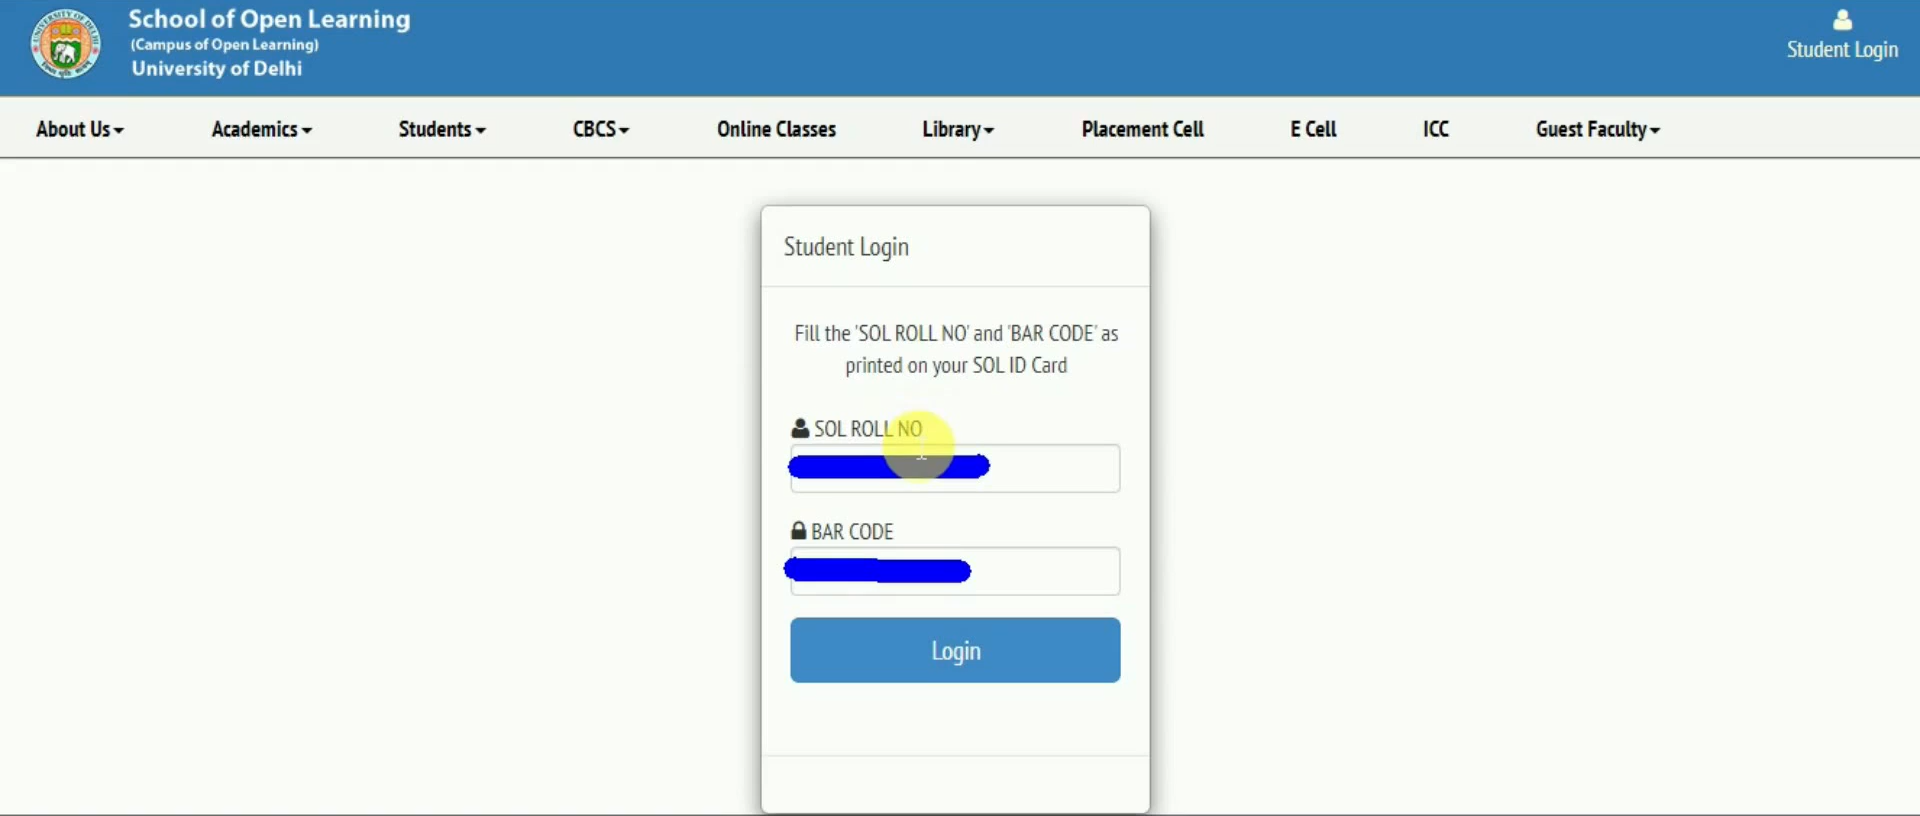 School of Open Learning
(Campus of Open Learning)
University of Delhi
Student Login
About Us
Academics
Students
CBCS
Online Classes
Library
Placement Cell
E Cell
ICC
Guest Faculty
Student Login
Fill the 'SOL ROLL NO' and 'BAR CODE' as
printed on your SOL ID Card
SOL ROLL NO
BAR CODE
Login